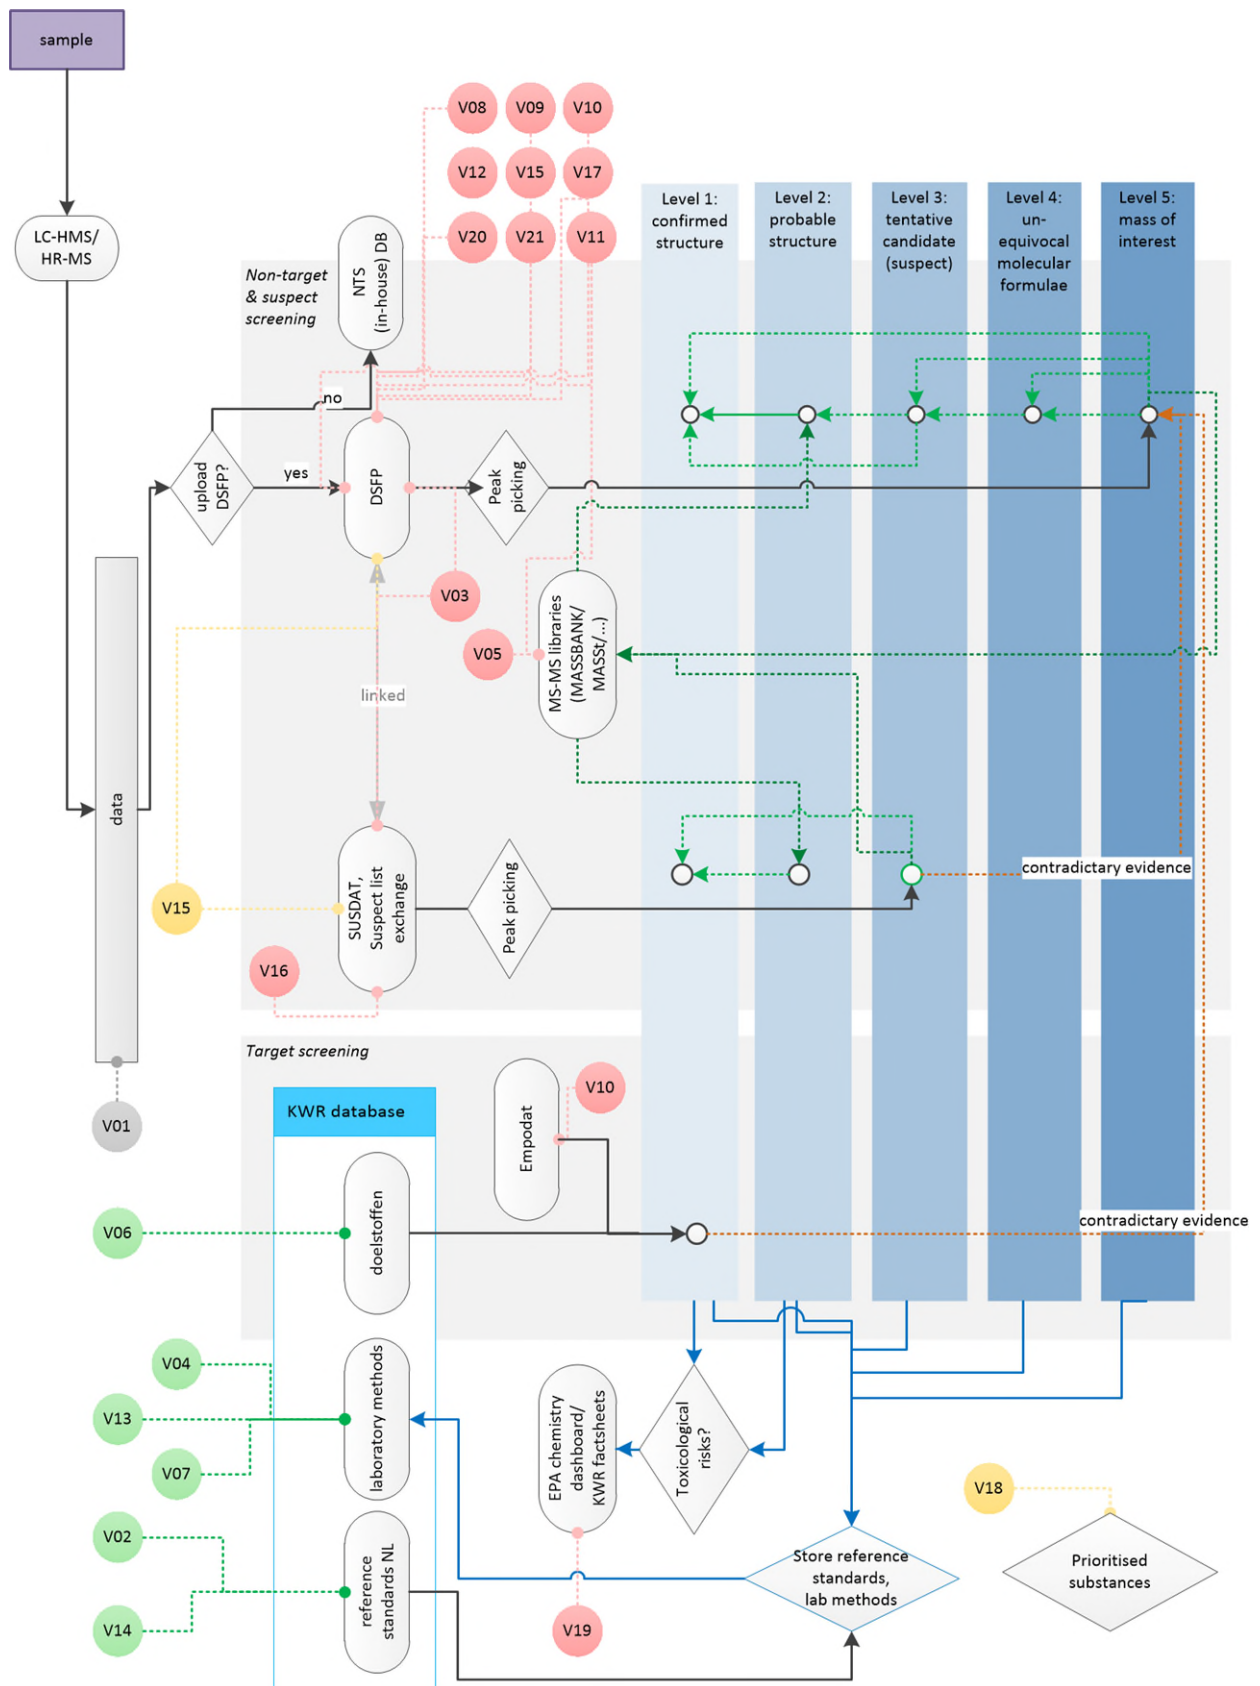 sample
LC-HMS/
HR-MS
V08
V09
V10
V12
V15
V17
V20
V21
V11
Level 1:
confirmed
structure
Level 2:
probable
structure
Level 3:
tentative
candidate
(suspect)
Level 4:
un-
equivocal
molecular
formulae
Level 5:
mass of
interest
Non-target
& suspect
screening
NTS
(in-house) DB
no
upload
DSFP?
yes
DSFP
Peak
picking
V03
V05
MS-MS libraries
(MASSBANK/
MASSt/...)
linked
data
contradictary evidence
V15
SUSDAT,
Suspect list
exchange
Peak picking
V16
Target screening
V01
KWR database
Empodat
V10
V06
doelstoffen
contradictary evidence
V04
V13
V07
laboratory methods
EPA chemistry
dashboard/
KWR factsheets
Toxicological
risks?
V18
Prioritised
substances
V02
V14
reference
standards NL
V19
Store reference
standards,
lab methods